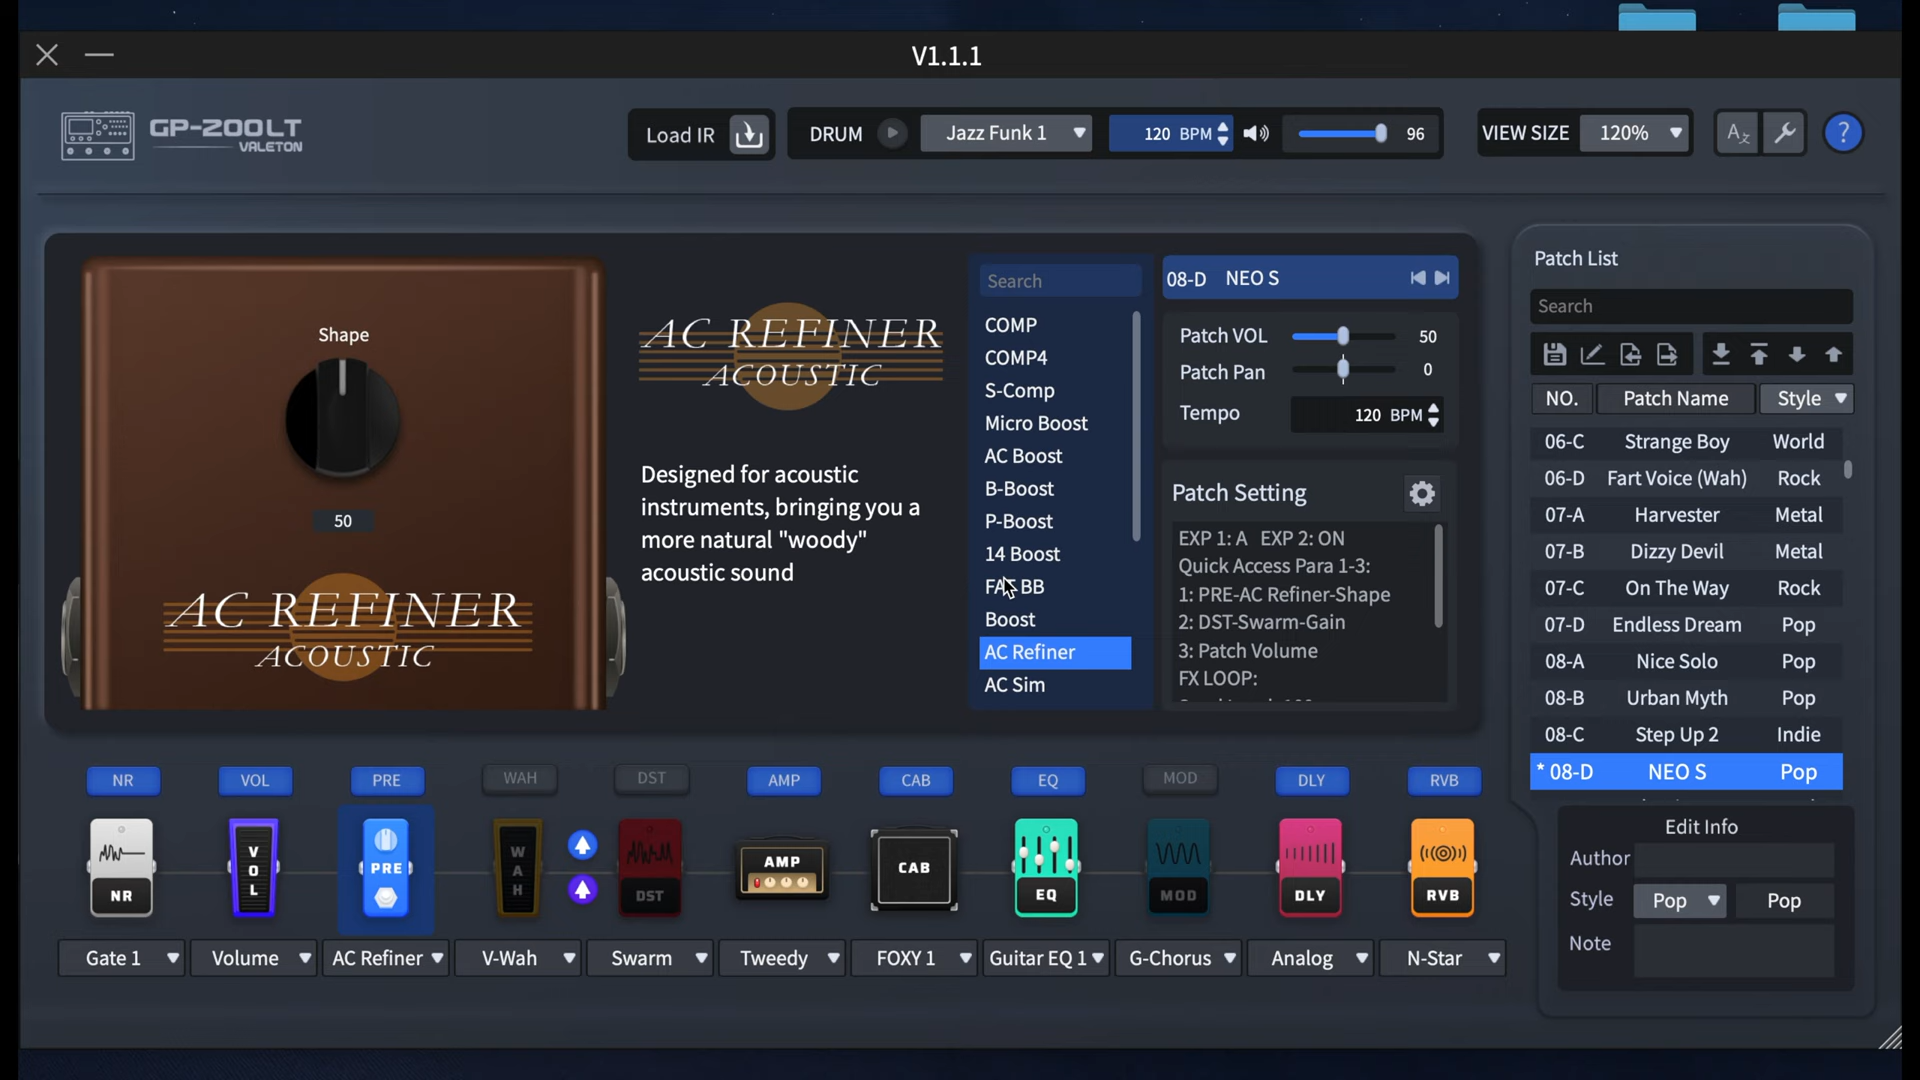 V1.1.1
GP-200LT
VALETON
Load IR
DRUM
Jazz Funk 1
120 BPM
96
VIEW SIZE
120%
Az
?
Shape
50
AC REFINER
ACOUSTIC
AC REFINER
ACOUSTIC
Designed for acoustic
instruments, bringing you a
more natural "woody"
acoustic sound
Search
COMP
COMP4
S-Comp
Micro Boost
AC Boost
B-Boost
P-Boost
14 Boost
FAT BB
Boost
AC Refiner
AC Sim
08-D NEO S
Patch VOL 50
Patch Pan 0
Tempo 120 BPM
Patch Setting
EXP 1: A EXP 2: ON
Quick Access Para 1-3:
1: PRE-AC Refiner-Shape
2: DST-Swarm-Gain
3: Patch Volume
FX LOOP:
Patch List
Search
NO. Patch Name Style
06-C Strange Boy World
06-D Fart Voice (Wah) Rock
07-A Harvester Metal
07-B Dizzy Devil Metal
07-C On The Way Rock
07-D Endless Dream Pop
08-A Nice Solo Pop
08-B Urban Myth Pop
08-C Step Up 2 Indie
* 08-D NEO S Pop
Edit Info
Author
Style Pop Pop
Note
NR VOL PRE WAH DST AMP CAB EQ MOD DLY RVB
NR VOL PRE WAH DST AMP CAB EQ MOD DLY RVB
Gate 1 Volume AC Refiner V-Wah Swarm Tweedy FOXY 1 Guitar EQ 1 G-Chorus Analog N-Star